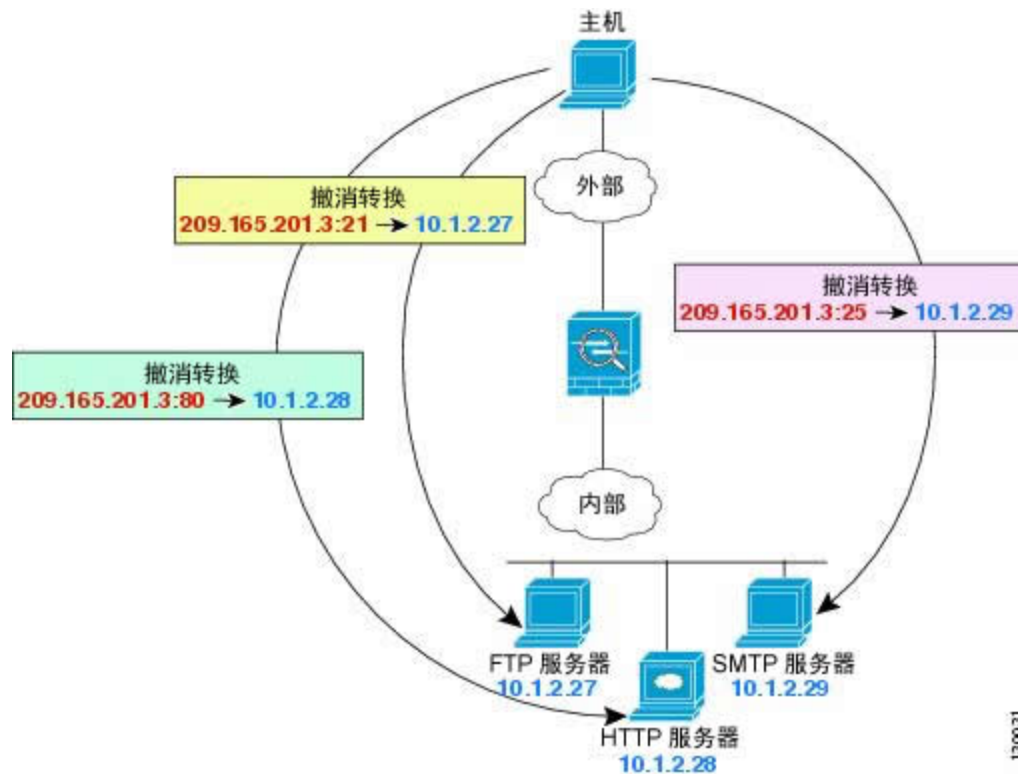 主机
外部
撤消转换
209.165.201.3:21 → 10.1.2.27
撤消转换
209.165.201.3:25 → 10.1.2.29
撤消转换
209.165.201.3:80 → 10.1.2.28
内部
FTP 服务器
10.1.2.27
SMTP 服务器
10.1.2.29
HTTP 服务器
10.1.2.28